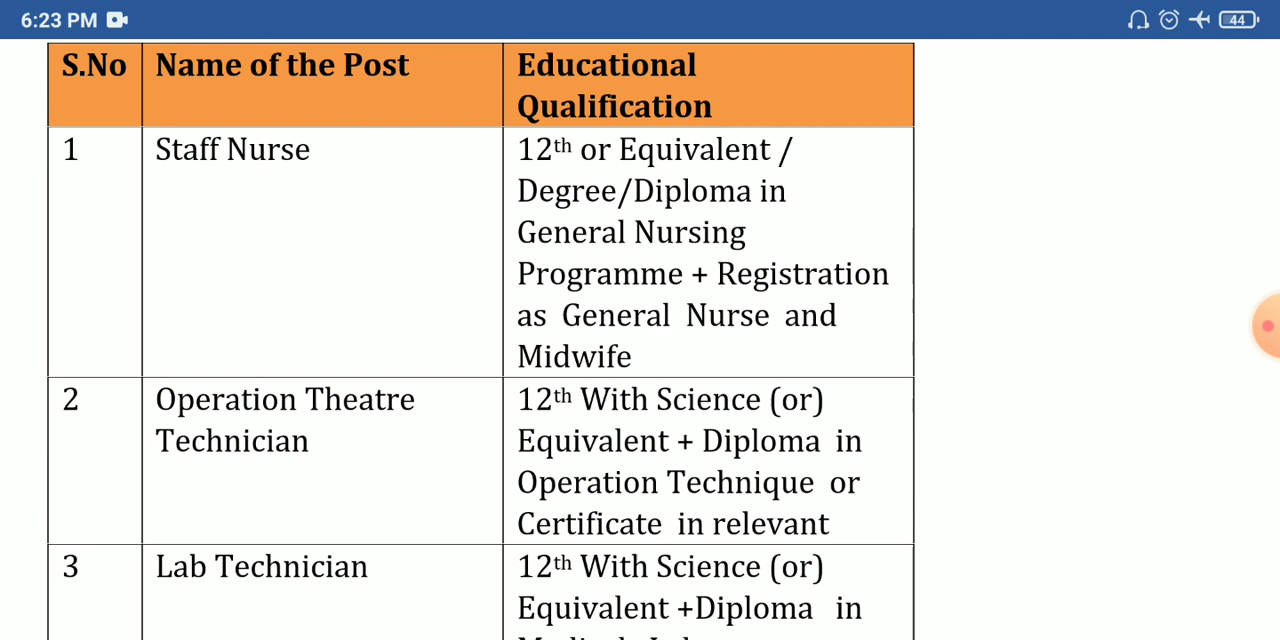 6:23 PM
44
S.No Name of the Post Educational
Qualification
1 Staff Nurse 12th or Equivalent /
Degree/Diploma in
General Nursing
Programme + Registration
as General Nurse and
Midwife
2 Operation Theatre 12th With Science (or)
Technician Equivalent + Diploma in
Operation Technique or
Certificate in relevant
3 Lab Technician 12th With Science (or)
Equivalent +Diploma in